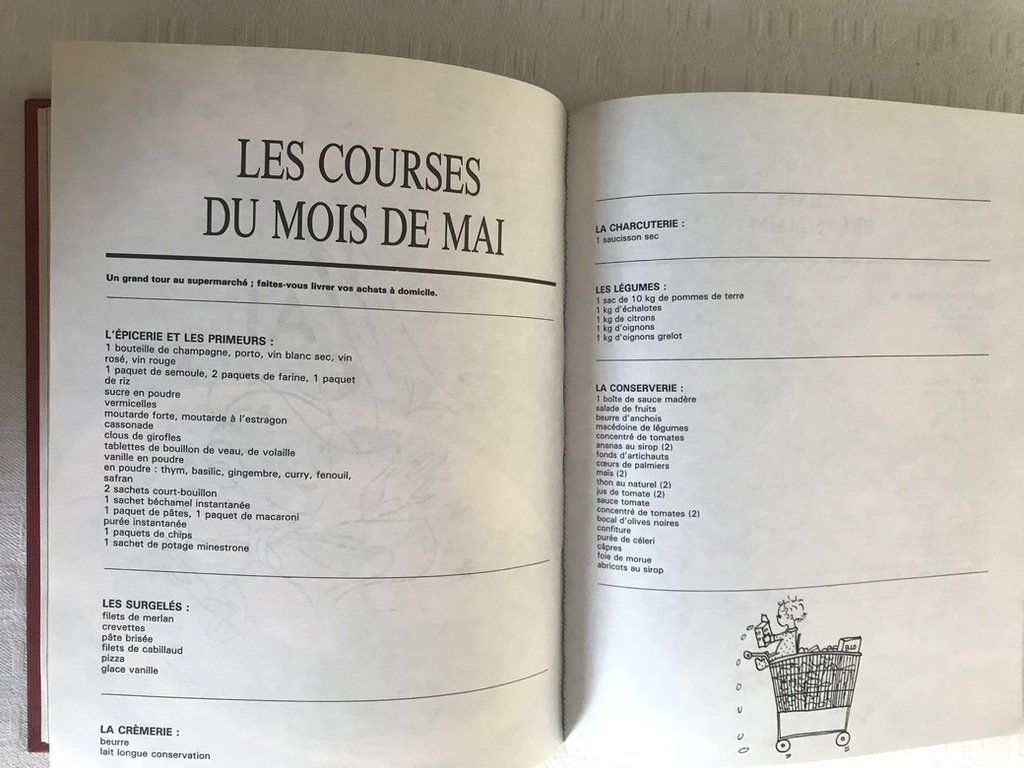 LES COURSES
DU MOIS DE MAI
Un grand tour au supermarché ; faites-vous livrer vos achats à domicile.
L'ÉPICERIE ET LES PRIMEURS :
1 bouteille de champagne, porto, vin blanc sec, vin
rosé, vin rouge
1 paquet de semoule, 2 paquets de farine, 1 paquet
de riz
sucre en poudre
vermicelles
moutarde forte, moutarde à l'estragon
cassonade
clous de girofles
tablettes de bouillon de veau, de volaille
vanille en poudre
en poudre : thym, basilic, gingembre, curry, fenouil,
safran
2 sachets court-bouillon
1 sachet béchamel instantanée
1 paquet de pâtes, 1 paquet de macaroni
purée instantanée
1 paquets de chips
1 sachet de potage minestrone
LES SURGELÉS :
filets de merlan
crevettes
pâte brisée
filets de cabillaud
pizza
glace vanille
LA CRÈMERIE :
beurre
lait longue conservation
LA CHARCUTERIE :
1 saucisson sec
LES LÉGUMES :
1 sac de 10 kg de pommes de terre
1 kg d'échalotes
1 kg de citrons
1 kg d'oignons
1 kg d'oignons grelot
LA CONSERVERIE :
1 boîte de sauce madère
salade de fruits
beurre d'anchois
macédoine de légumes
concentré de tomates
ananas au sirop (2)
fonds d'artichauts
cœurs de palmiers
maïs (2)
thon au naturel (2)
jus de tomate (2)
sauce tomate
concentré de tomates (2)
bocal d'olives noires
confiture
purée de céleri
câpres
foie de morue
abricots au sirop